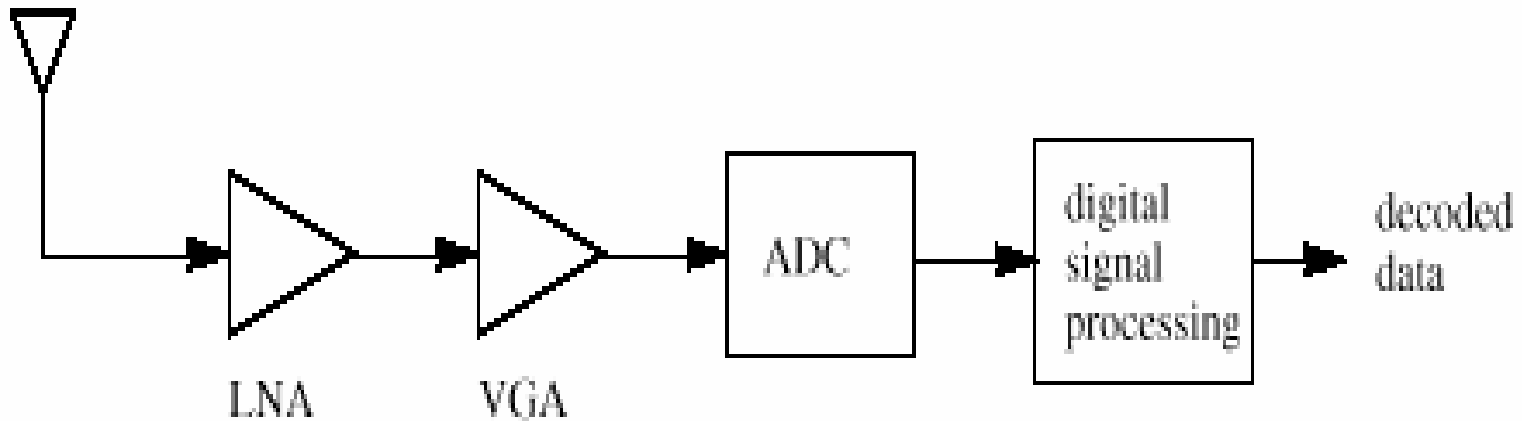 LNA
VGA
ADC
digital
signal
processing
decoded
data